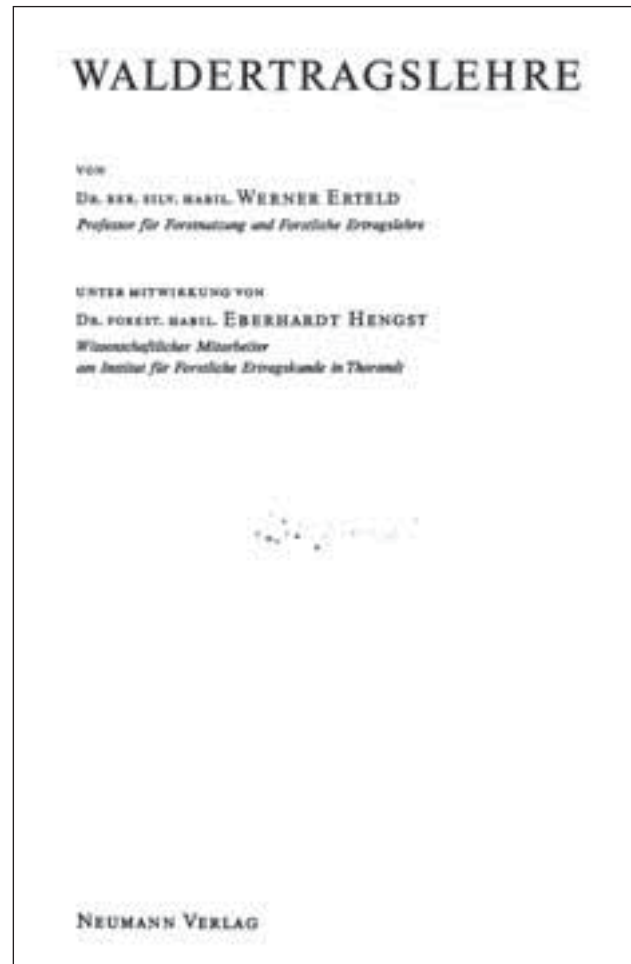 WALDERTRAGSLEHRE
VON
DR. RER. SILV. HABIL. WERNER ERTELD
Professor für Forstnutzung und Forstliche Ertragslehre
UNTER MITWIRKUNG VON
DR. FOREST. HABIL. EBERHARDT HENGST
Wissenschaftlicher Mitarbeiter
am Institut für Forstliche Ertragskunde in Tharandt
NEUMANN VERLAG